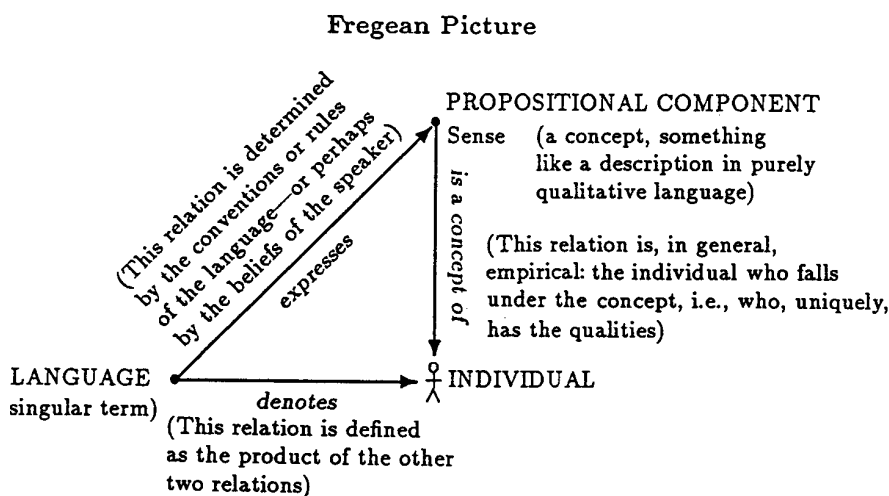 Fregean Picture
(This relation is determined
by the conventions or rules
of the language—or perhaps
by the beliefs of the speaker)
expresses
PROPOSITIONAL COMPONENT
Sense (a concept, something
like a description in purely
qualitative language)
is a concept of
(This relation is, in general,
empirical: the individual who falls
under the concept, i.e., who, uniquely,
has the qualities)
LANGUAGE
singular term)
INDIVIDUAL
denotes
(This relation is defined
as the product of the other
two relations)